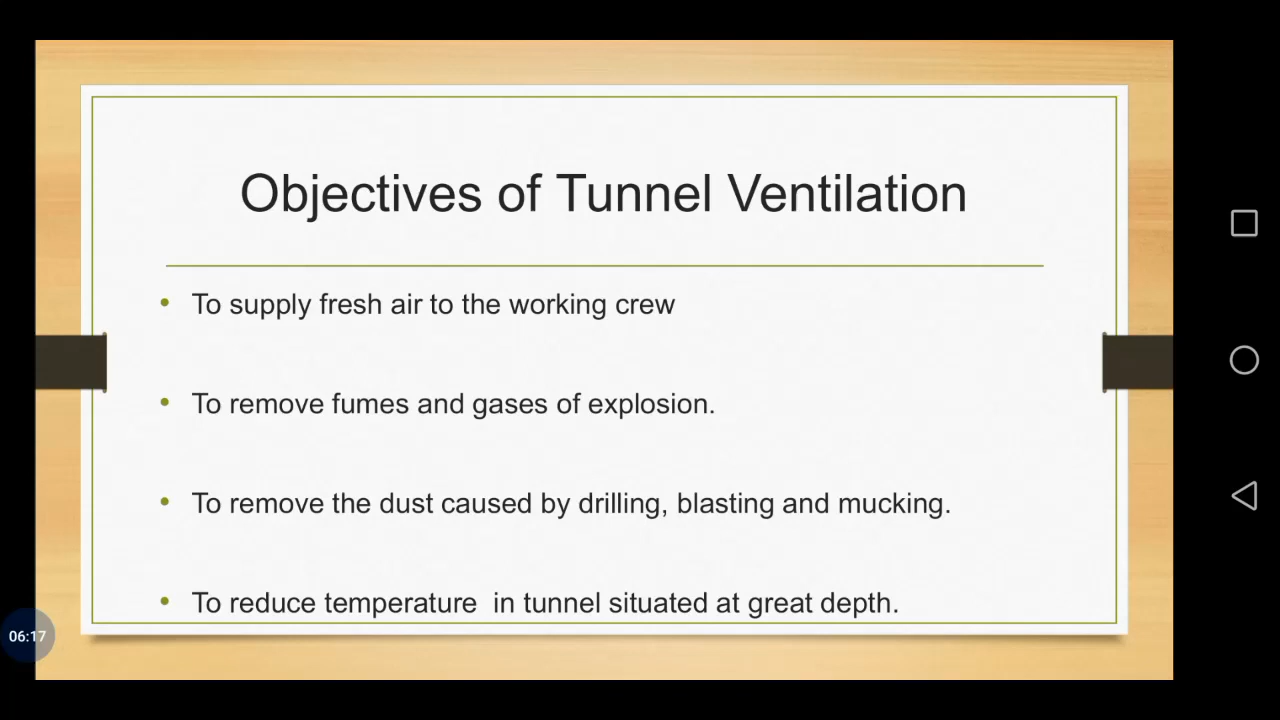 Objectives of Tunnel Ventilation
• To supply fresh air to the working crew
• To remove fumes and gases of explosion.
• To remove the dust caused by drilling, blasting and mucking.
• To reduce temperature  in tunnel situated at great depth.
06:17